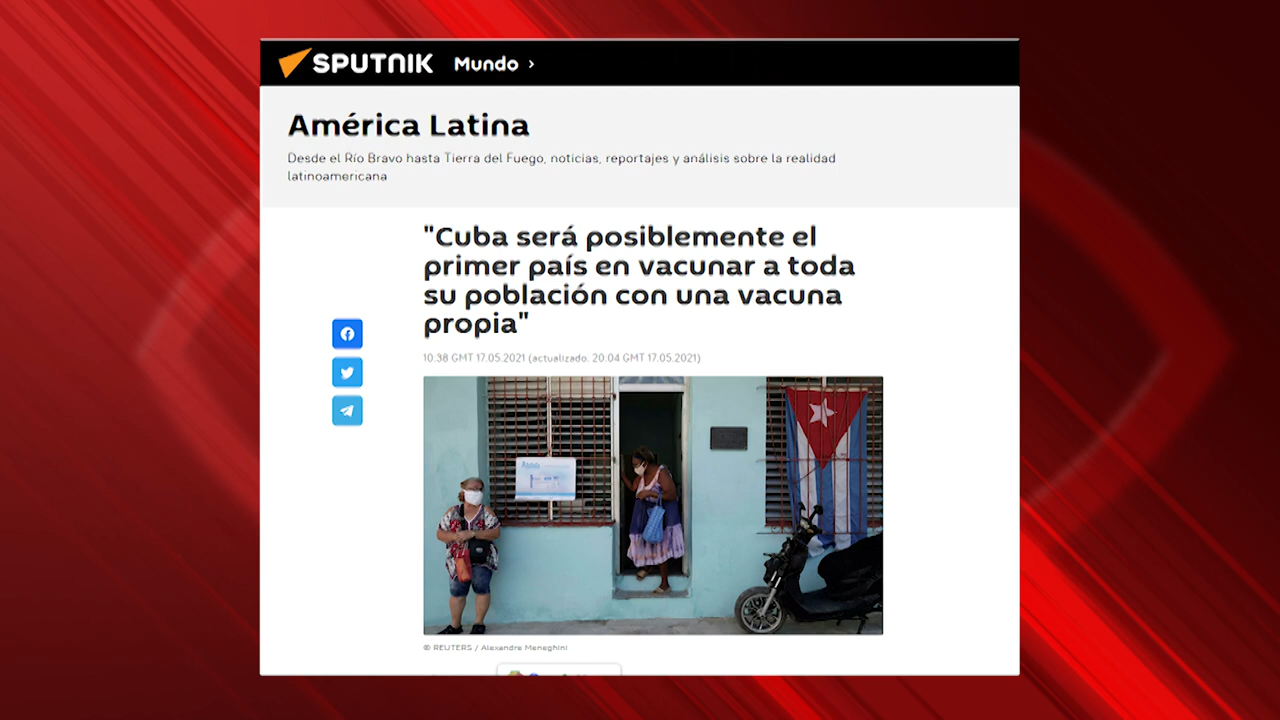 SPUTNIK Mundo
América Latina
Desde el Río Bravo hasta Tierra del Fuego, noticias, reportajes y análisis sobre la realidad
latinoamericana
"Cuba será posiblemente el
primer país en vacunar a toda
su población con una vacuna
propia"
10:38 GMT 17.05.2021 (actualizado: 20:04 GMT 17.05.2021)
© REUTERS / Alexandre Meneghini